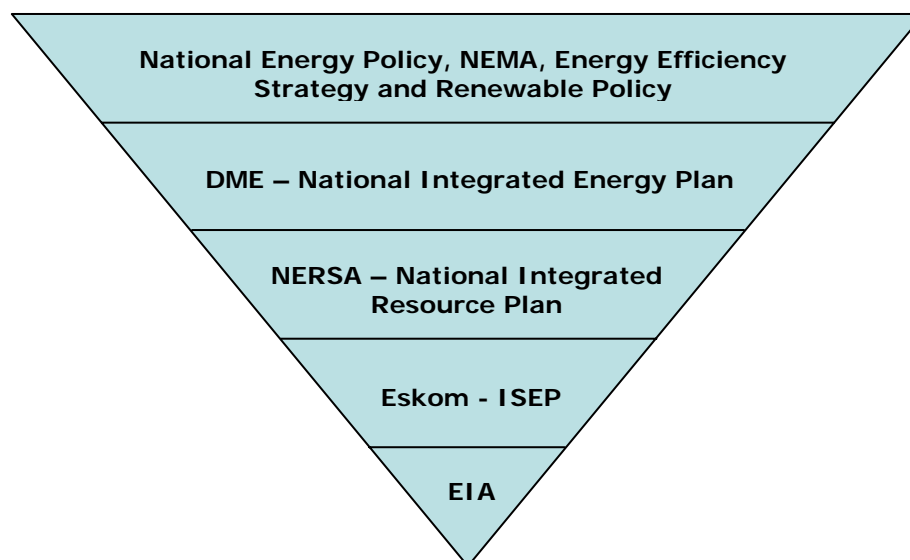 National Energy Policy, NEMA, Energy Efficiency
Strategy and Renewable Policy
DME – National Integrated Energy Plan
NERSA – National Integrated
Resource Plan
Eskom - ISEP
EIA